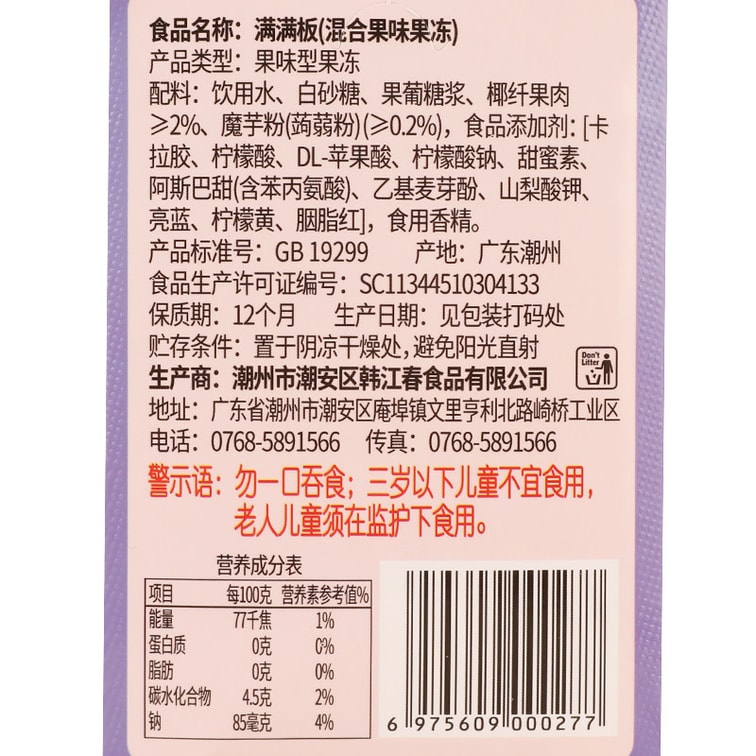 食品名称：满满板(混合果味果冻)
产品类型：果味型果冻
配料：饮用水、白砂糖、果葡糖浆、椰纤果肉
≥2%、魔芋粉(蒟蒻粉)(≥0.2%)，食品添加剂：[卡
拉胶、柠檬酸、DL-苹果酸、柠檬酸钠、甜蜜素、
阿斯巴甜(含苯丙氨酸)、乙基麦芽酚、山梨酸钾、
亮蓝、柠檬黄、胭脂红]，食用香精。
产品标准号：GB 19299 产地：广东潮州
食品生产许可证编号：SC11344510304133
保质期：12个月 生产日期：见包装打码处
贮存条件：置于阴凉干燥处，避免阳光直射
Don't Litter
生产商：潮州市潮安区韩江春食品有限公司
地址：广东省潮州市潮安区庵埠镇文里亨利北路崎桥工业区
电话：0768-5891566 传真：0768-5891566
警示语：勿一口吞食；三岁以下儿童不宜食用，
老人儿童须在监护下食用。
营养成分表
项目 每100克 营养素参考值%
能量 77千焦 1%
蛋白质 0克 0%
脂肪 0克 0%
碳水化合物 4.5克 2%
钠 85毫克 4%
6 975609 000277